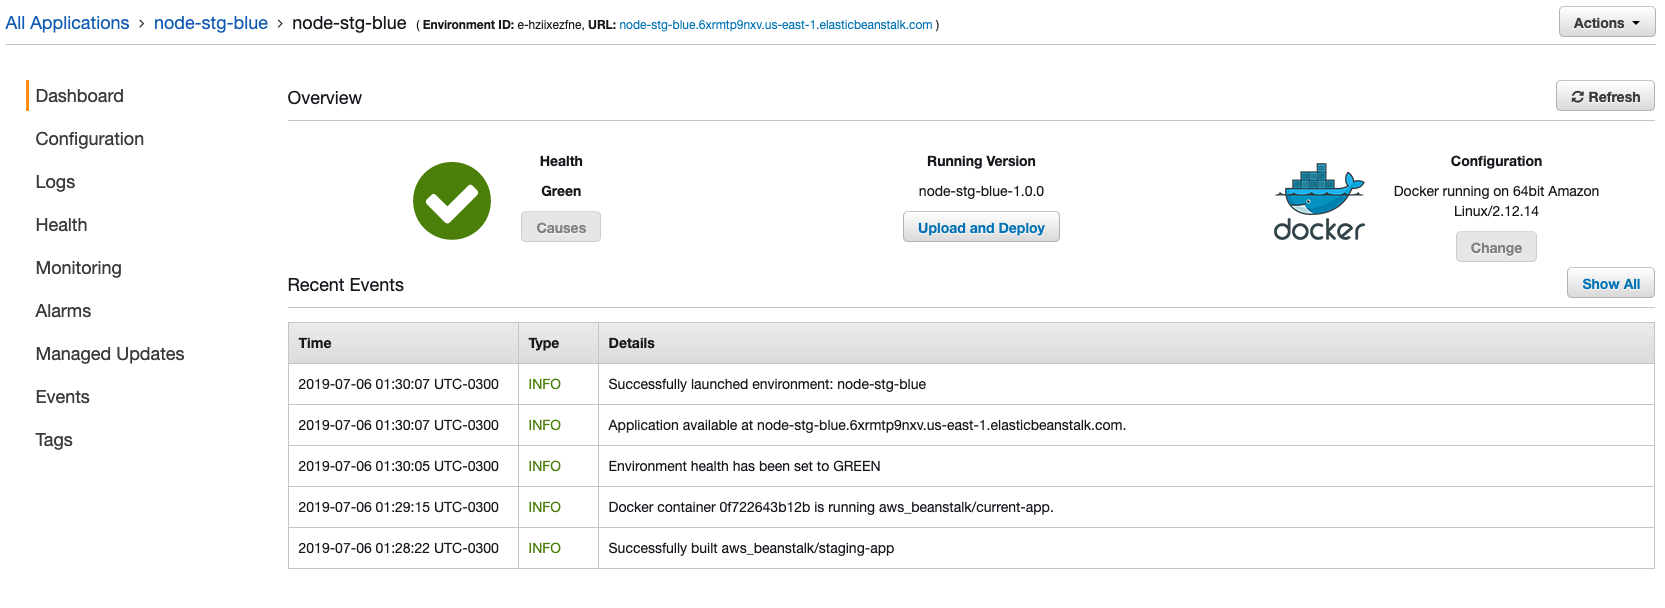 All Applications › node-stg-blue › node-stg-blue ( Environment ID: e-hziixezfne, URL: node-stg-blue.6xrmtp9nxv.us-east-1.elasticbeanstalk.com )
Actions
Dashboard
Configuration
Logs
Health
Monitoring
Alarms
Managed Updates
Events
Tags
Overview
Refresh
Health
Green
Causes
Running Version
node-stg-blue-1.0.0
Upload and Deploy
docker
Configuration
Docker running on 64bit Amazon
Linux/2.12.14
Change
Recent Events
Show All
Time Type Details
2019-07-06 01:30:07 UTC-0300 INFO Successfully launched environment: node-stg-blue
2019-07-06 01:30:07 UTC-0300 INFO Application available at node-stg-blue.6xrmtp9nxv.us-east-1.elasticbeanstalk.com.
2019-07-06 01:30:05 UTC-0300 INFO Environment health has been set to GREEN
2019-07-06 01:29:15 UTC-0300 INFO Docker container 0f722643b12b is running aws_beanstalk/current-app.
2019-07-06 01:28:22 UTC-0300 INFO Successfully built aws_beanstalk/staging-app